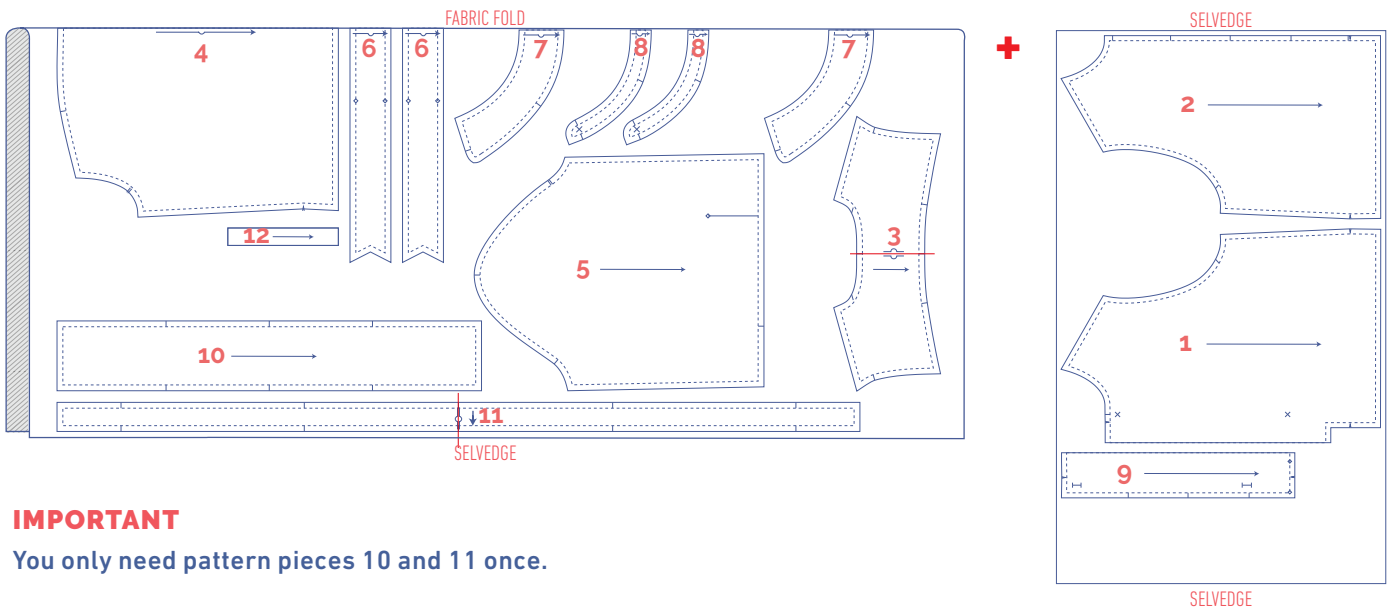 FABRIC FOLD
4
6
6
7
8
8
7
12
5
3
10
11
SELVEDGE
SELVEDGE
2
1
9
SELVEDGE
IMPORTANT
You only need pattern pieces 10 and 11 once.